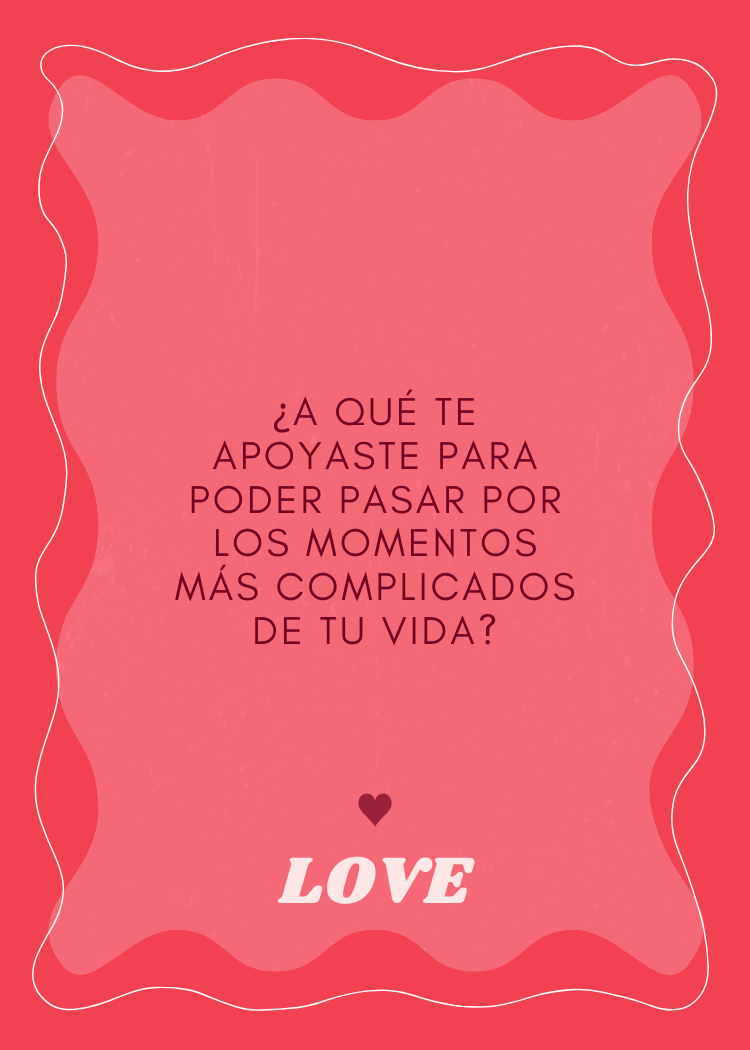 ¿A QUÉ TE
APOYASTE PARA
PODER PASAR POR
LOS MOMENTOS
MÁS COMPLICADOS
DE TU VIDA?
LOVE